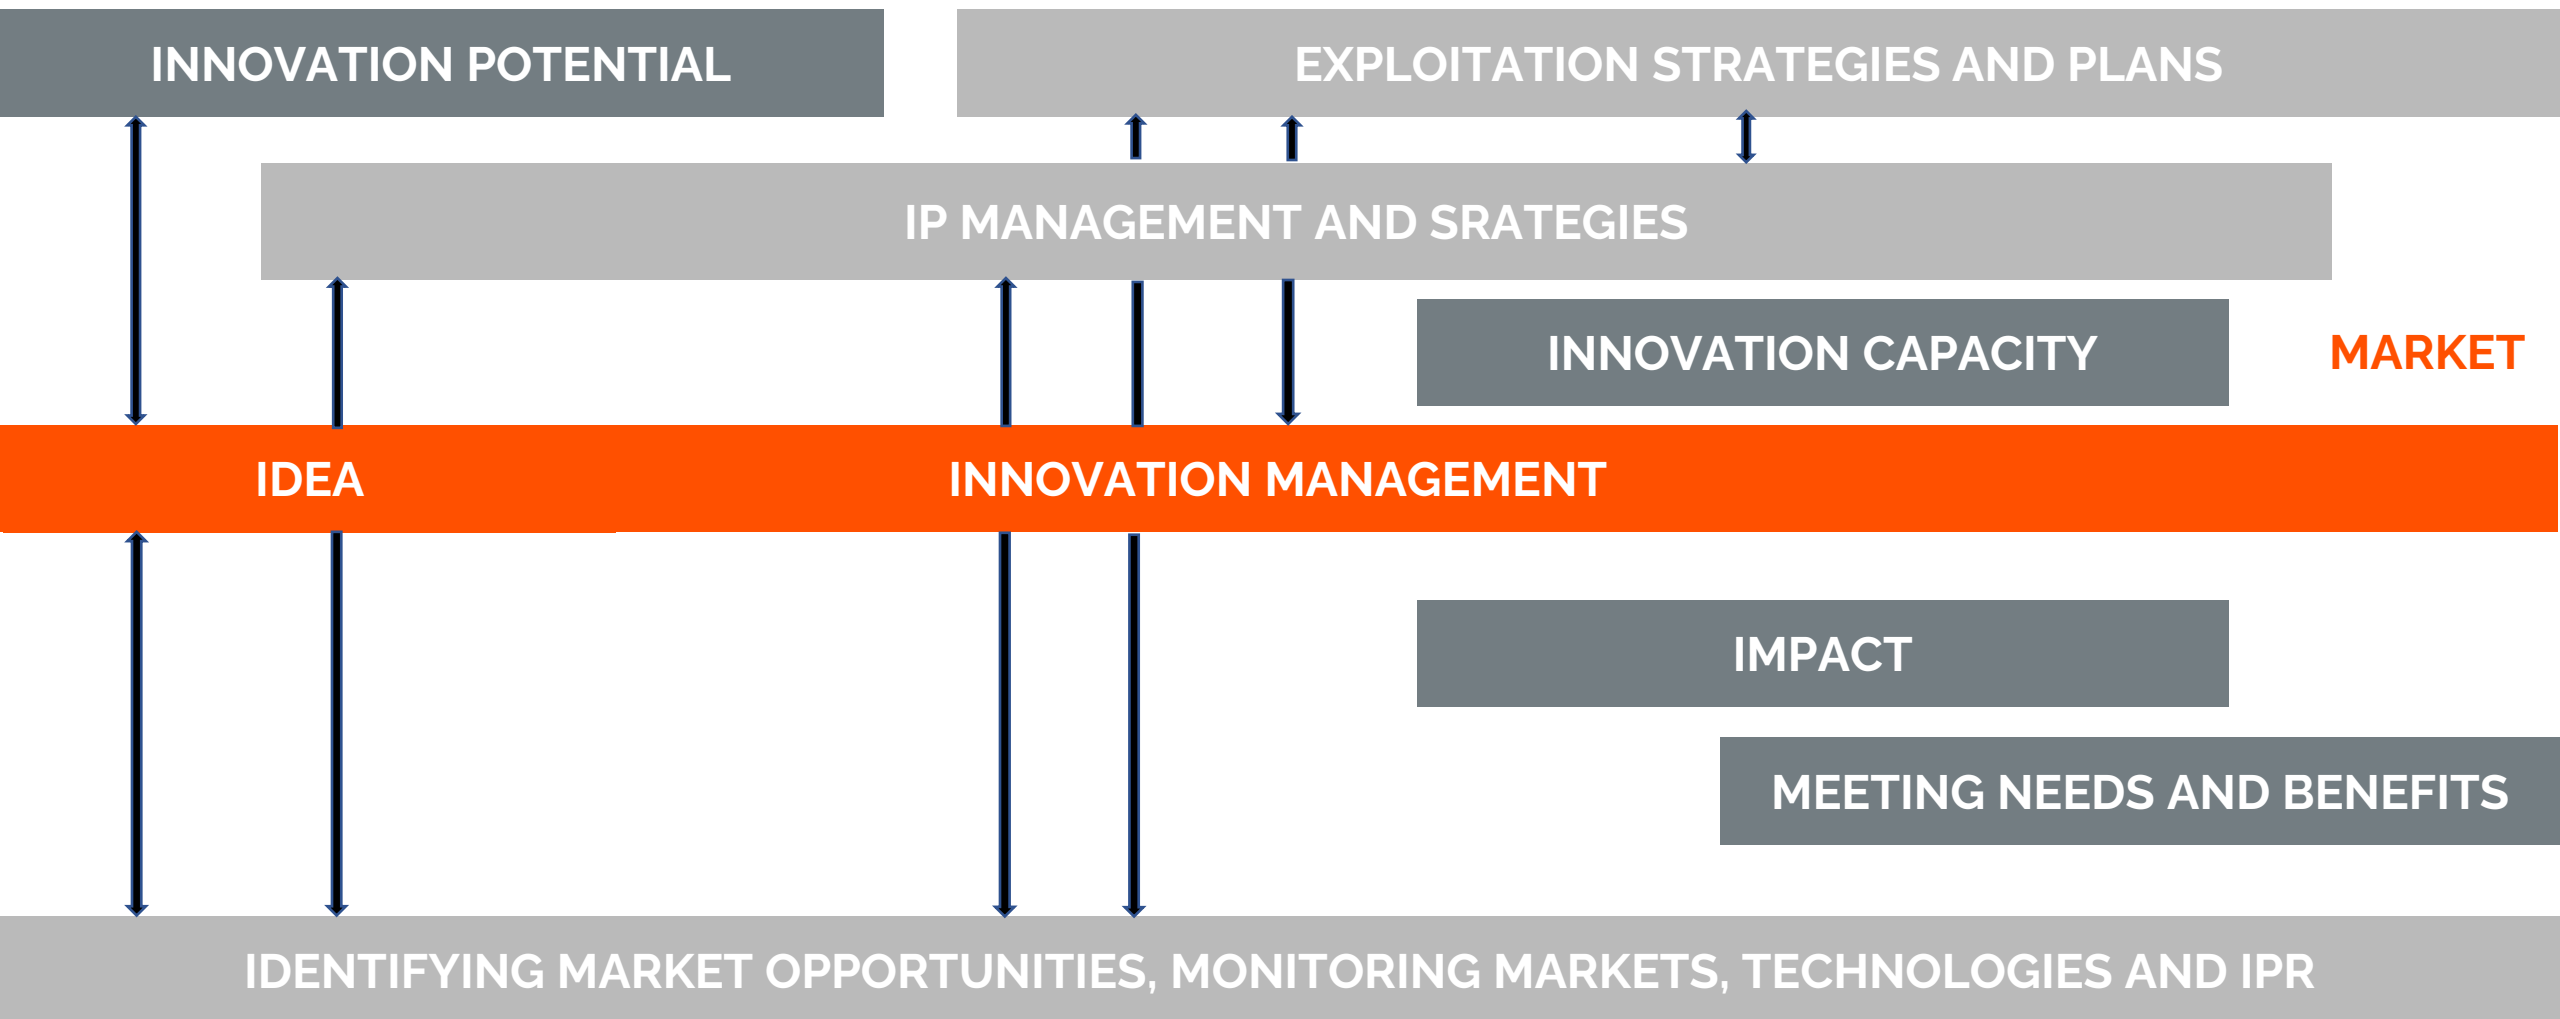 INNOVATION POTENTIAL
EXPLOITATION STRATEGIES AND PLANS
IP MANAGEMENT AND SRATEGIES
INNOVATION CAPACITY
MARKET
IDEA
INNOVATION MANAGEMENT
IMPACT
MEETING NEEDS AND BENEFITS
IDENTIFYING MARKET OPPORTUNITIES, MONITORING MARKETS, TECHNOLOGIES AND IPR